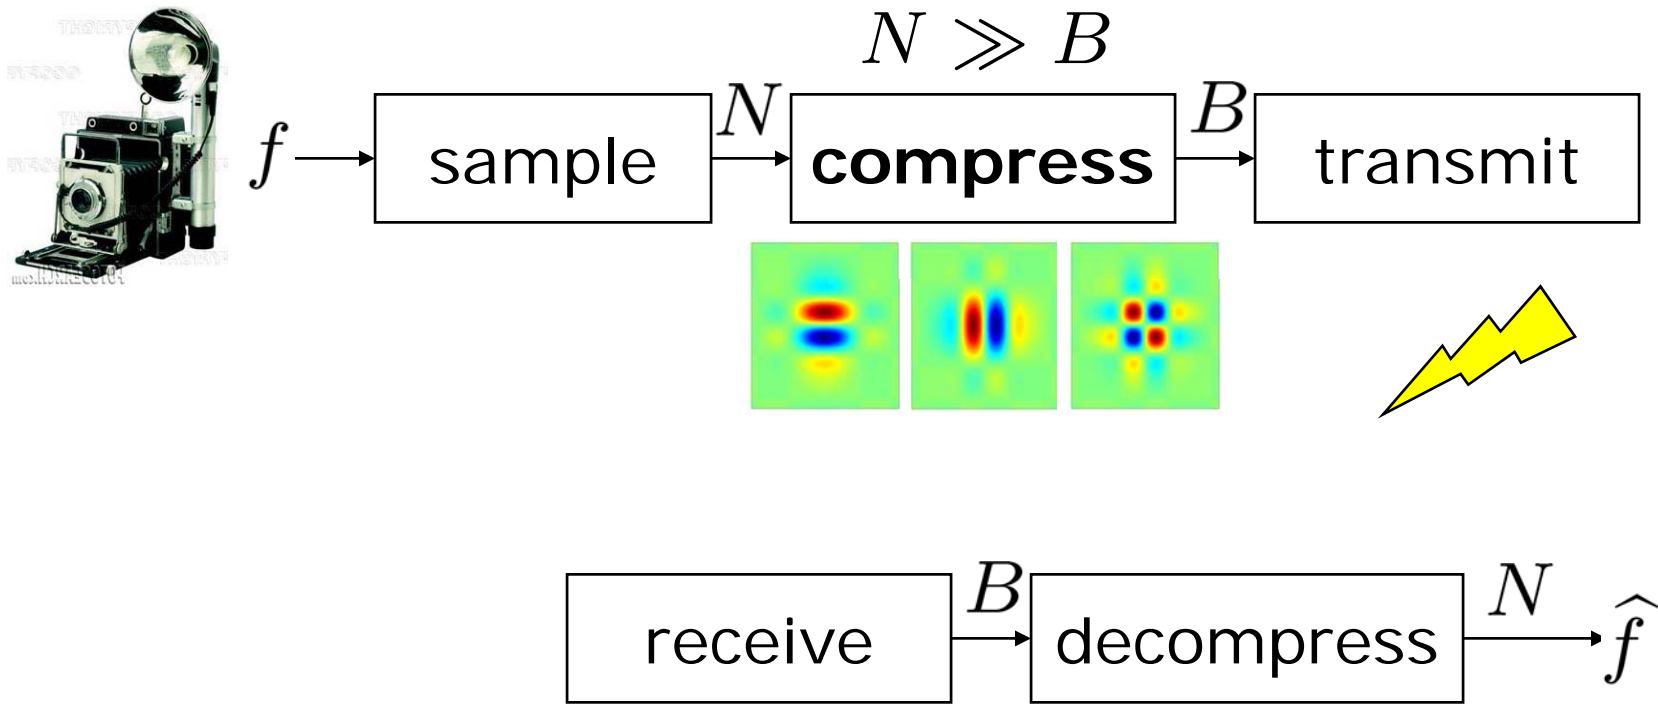 N ≫ B
f
sample
N
compress
B
transmit
receive
B
decompress
N
f̂